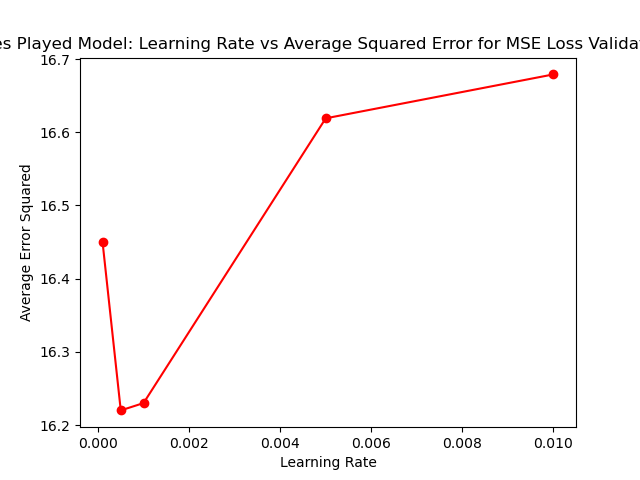 Played Model: Learning Rate vs Average Squared Error for MSE Loss
16.7
16.6
16.5
16.4
16.3
16.2
Average Error Squared
0.000 0.002 0.004 0.006 0.008 0.010
Learning Rate